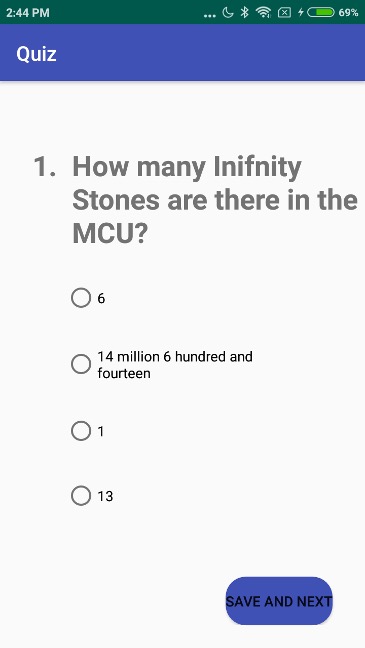 2:44 PM ... 69%
Quiz
1. How many Inifnity
Stones are there in the
MCU?
6
14 million 6 hundred and
fourteen
1
13
SAVE AND NEXT